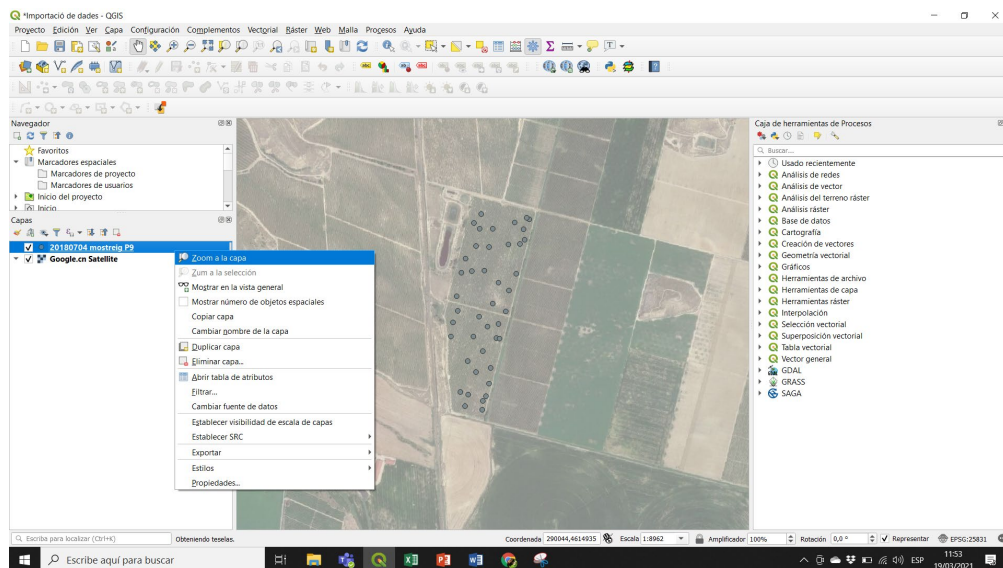 *Importació de dades - QGIS
Proyecto Edición Ver Capa Configuración Complementos Vectorial Ráster Web Malla Procesos Ayuda
Navegador
Favoritos
Marcadores espaciales
Marcadores de proyecto
Marcadores de usuarios
Inicio del proyecto
Inicio
Capas
20180704 mostreig P9
Google.cn Satellite
Zoom a la capa
Zum a la selección
Mostrar en la vista general
Mostrar número de objetos espaciales
Copiar capa
Cambiar nombre de la capa
Duplicar capa
Eliminar capa...
Abrir tabla de atributos
Filtrar...
Cambiar fuente de datos
Establecer visibilidad de escala de capas
Establecer SRC
Exportar
Estilos
Propiedades...
Caja de herramientas de Procesos
Buscar...
Usado recientemente
Análisis de redes
Análisis de vector
Análisis del terreno ráster
Análisis ráster
Base de datos
Cartografía
Creación de vectores
Geometría vectorial
Gráficos
Herramientas de archivo
Herramientas de capa
Herramientas ráster
Interpolación
Selección vectorial
Superposición vectorial
Tabla vectorial
Vector general
GDAL
GRASS
SAGA
Escriba para localizar (Ctrl+K) Obteniendo teselas. Coordenada 290044,4614935 Escala 1:8962 Amplificador 100% Rotación 0,0 ° Representar EPSG:25831
Escribe aquí para buscar
ESP
11:53
19/03/2021